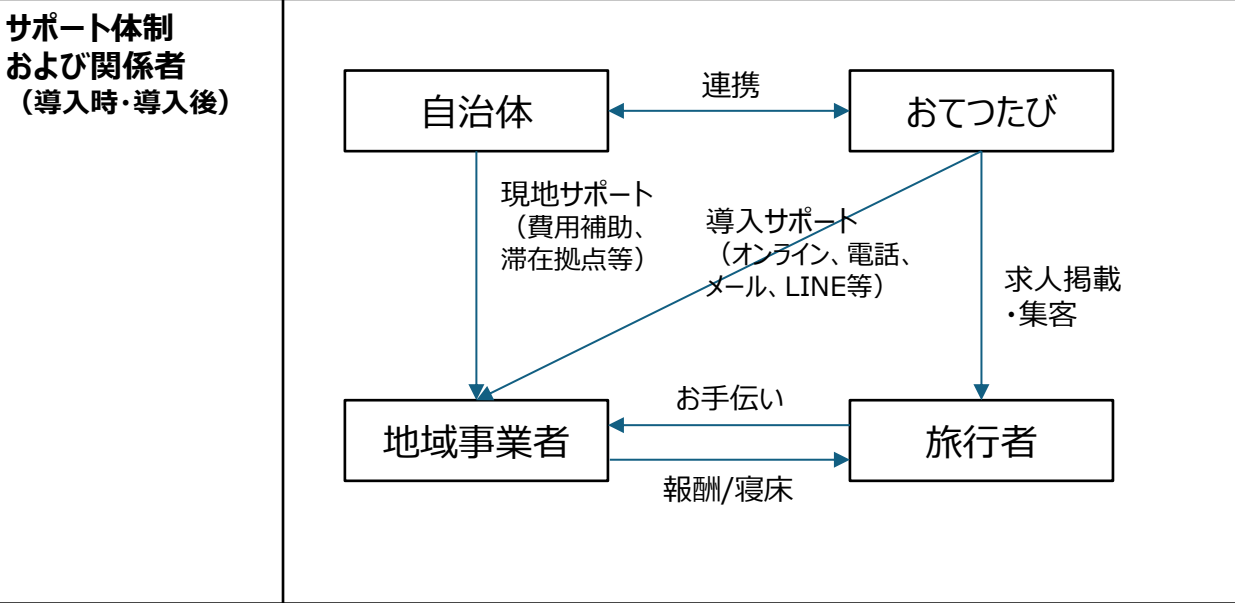 サポート体制
および関係者
（導入時・導入後）
自治体
連携
おてつたび
現地サポート
（費用補助、
滞在拠点等）
導入サポート
（オンライン、電話、
メール、LINE等）
求人掲載
・集客
地域事業者
お手伝い
報酬/寝床
旅行者